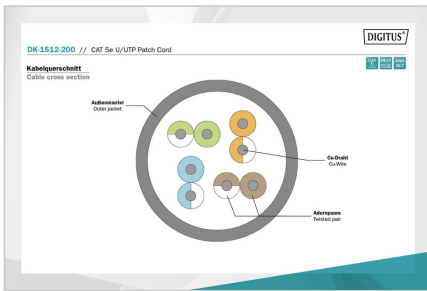 DIGITUS®
DK-1512-200 // CAT 5e U/UTP Patch Cord
Kabelquerschnitt
Cable cross section
Außenmantel
Outer jacket
Cu-Draht
Cu-Wire
Adernpaare
Twisted pair